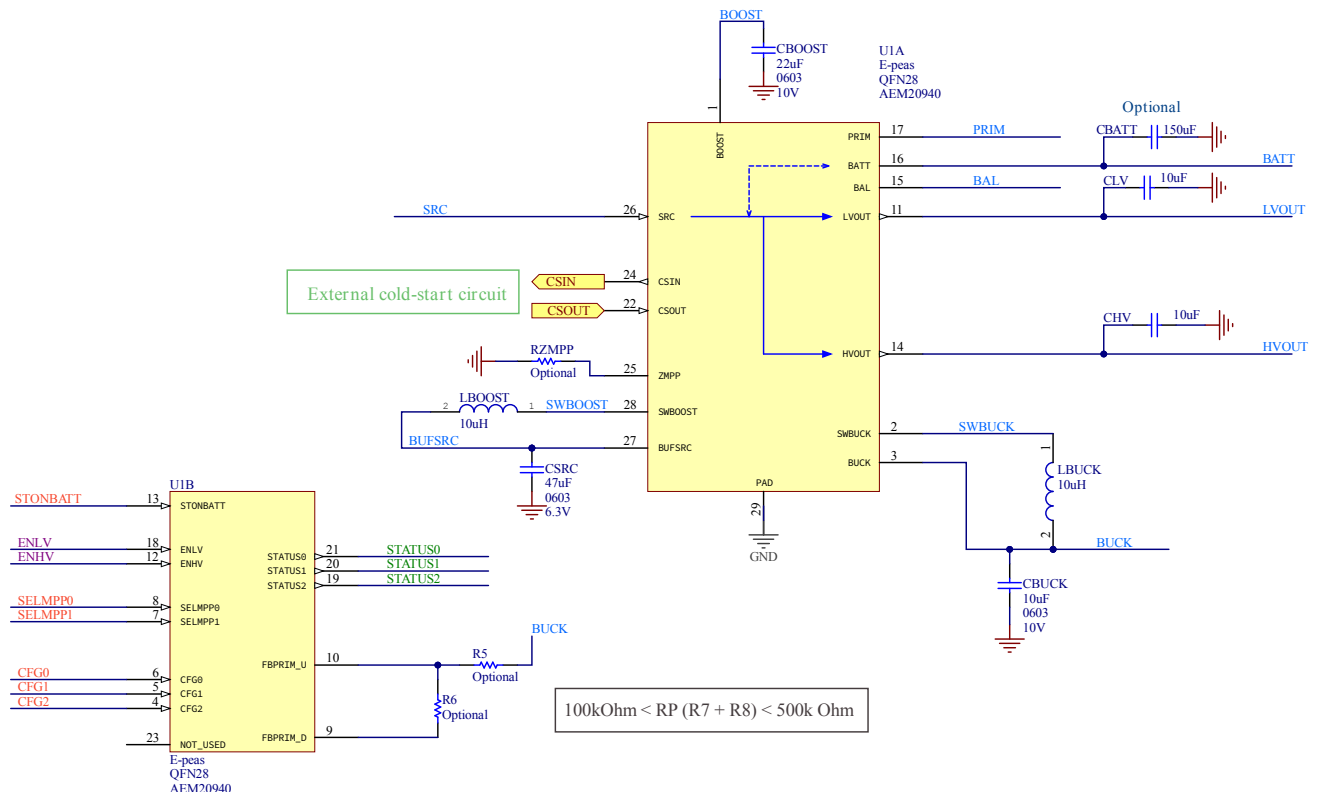 BOOST
CBOOST
22uF
0603
10V
U1A
E-peas
QFN28
AEM20940
1
BOOST
Optional
PRIM
17
PRIM
CBATT
150uF
BATT
16
BATT
BAL
15
BAL
CLV
10uF
SRC
26
SRC
LVOUT
11
LVOUT
External cold-start circuit
CSIN
24
CSIN
CSOUT
22
CSOUT
CHV
10uF
HVOUT
14
HVOUT
RZMPP
Optional
25
ZMPP
LBOOST
2
1
10uH
SWBOOST
28
SWBOOST
BUFSRC
27
BUFSRC
CSRC
47uF
0603
6.3V
SWBUCK
2
SWBUCK
BUCK
3
1
LBUCK
10uH
2
BUCK
PAD
29
GND
CBUCK
10uF
0603
10V
U1B
STONBATT
13
STONBATT
ENLV
18
ENLV
ENHV
12
ENHV
STATUS0
21
STATUS0
STATUS1
20
STATUS1
STATUS2
19
STATUS2
SELMPP0
8
SELMPP0
SELMPP1
7
SELMPP1
BUCK
FBPRIM_U
10
R5
Optional
CFG0
6
CFG0
CFG1
5
CFG1
CFG2
4
CFG2
R6
Optional
23
NOT_USED
FBPRIM_D
9
100kOhm < RP (R7 + R8) < 500k Ohm
E-peas
QFN28
AEM20940